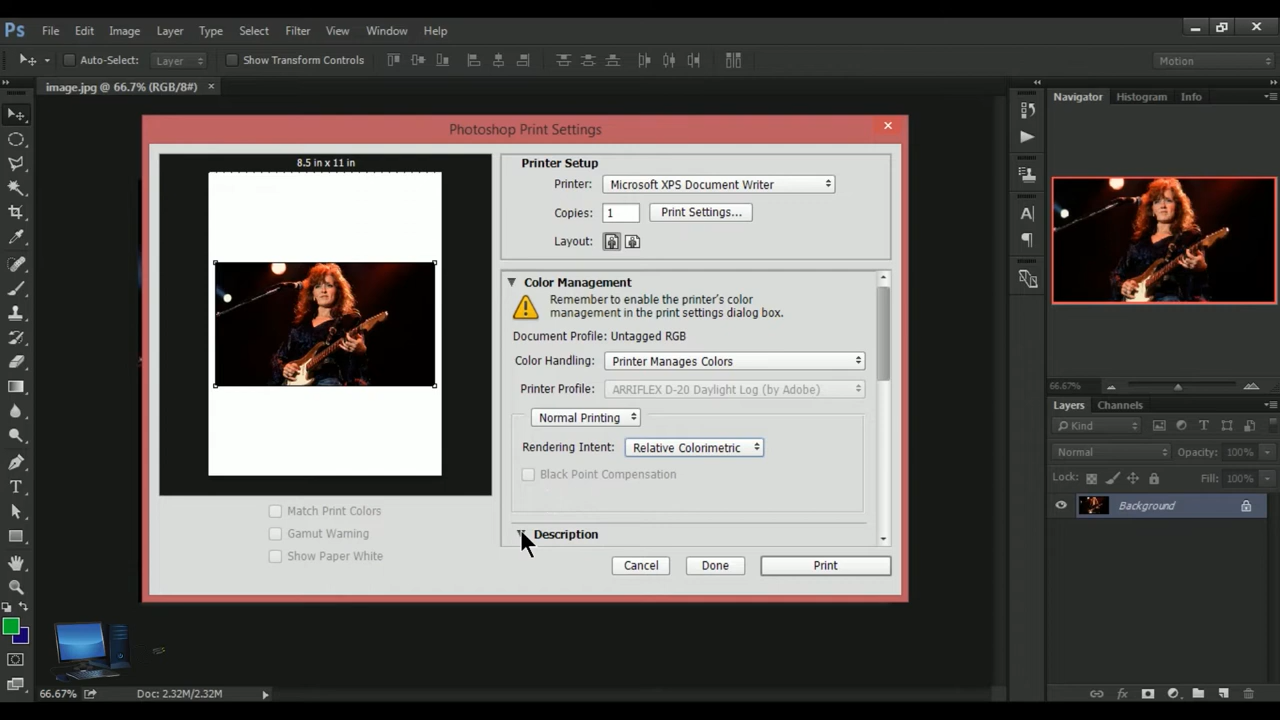 Ps File Edit Image Layer Type Select Filter View Window Help
Auto-Select: Layer Show Transform Controls Motion
image.jpg @ 66.7% (RGB/8#)
Navigator Histogram Info
Photoshop Print Settings
8.5 in x 11 in
Printer Setup
Printer: Microsoft XPS Document Writer
Copies: 1 Print Settings...
Layout:
Color Management
Remember to enable the printer's color
management in the print settings dialog box.
Document Profile: Untagged RGB
Color Handling: Printer Manages Colors
Printer Profile: ARRIFLEX D-20 Daylight Log (by Adobe)
Normal Printing
Rendering Intent: Relative Colorimetric
Black Point Compensation
Description
Match Print Colors
Gamut Warning
Show Paper White
Cancel Done Print
66.67%
Layers Channels
Kind
Normal Opacity: 100%
Lock: Fill: 100%
Background
66.67% Doc: 2.32M/2.32M